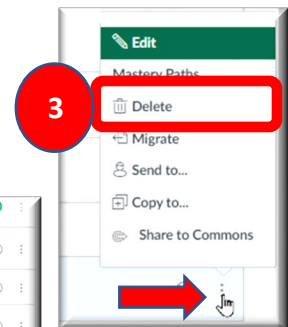 Edit
Mastery Paths
3
Delete
Migrate
Send to...
Copy to...
Share to Commons